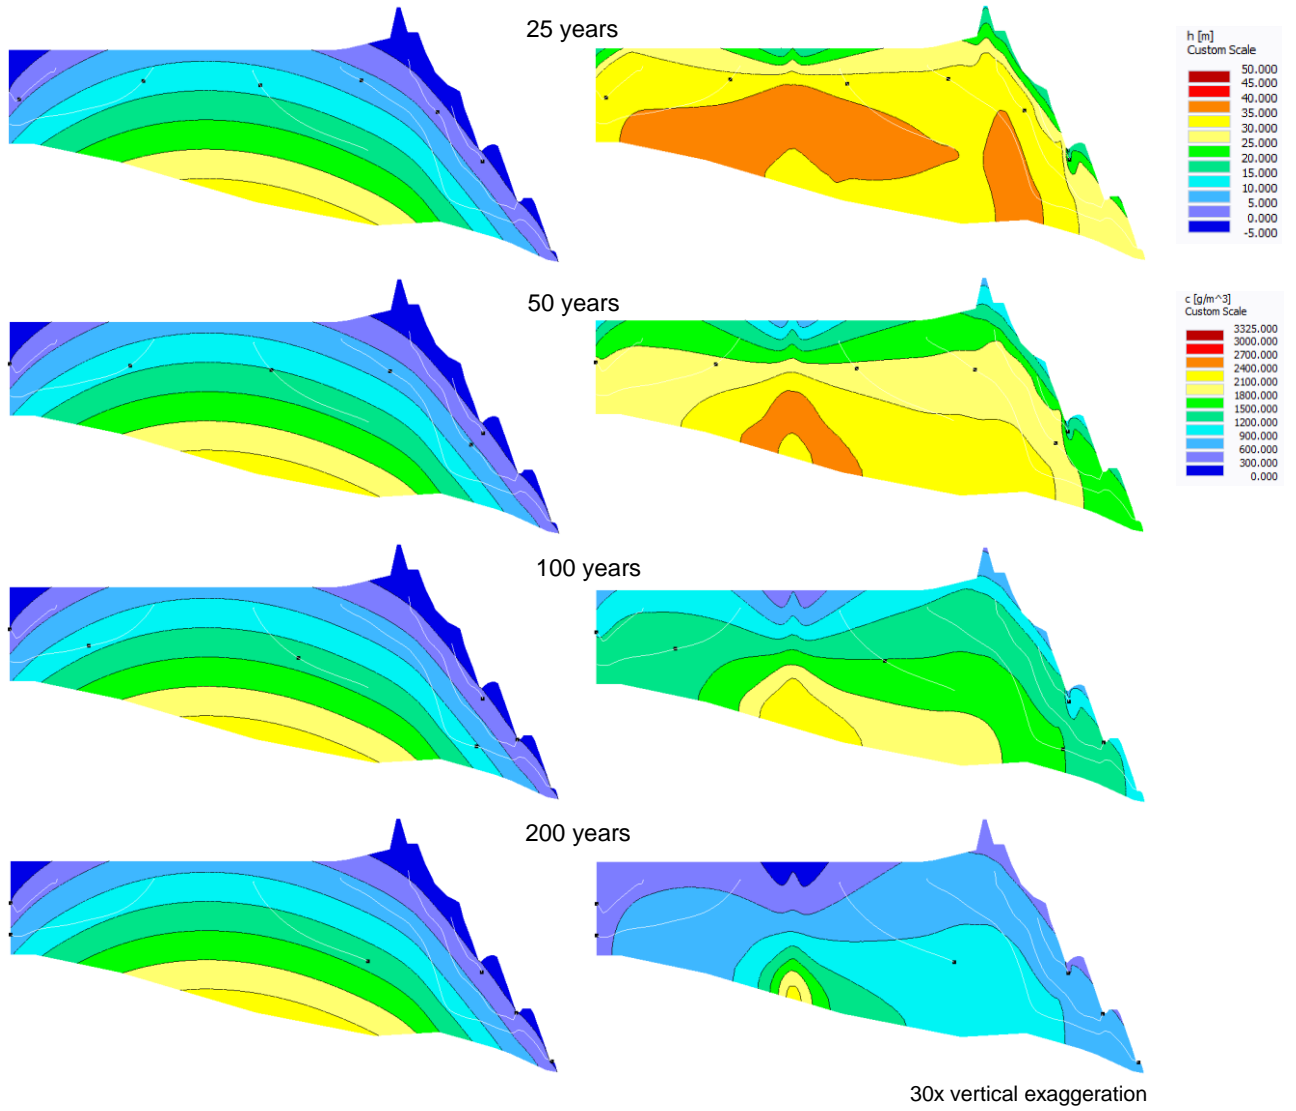 25 years
h [m]
Custom Scale
50.000
45.000
40.000
35.000
30.000
25.000
20.000
15.000
10.000
5.000
0.000
-5.000
50 years
c [g/m^3]
Custom Scale
3325.000
3000.000
2700.000
2400.000
2100.000
1800.000
1500.000
1200.000
900.000
600.000
300.000
0.000
100 years
200 years
30x vertical exaggeration